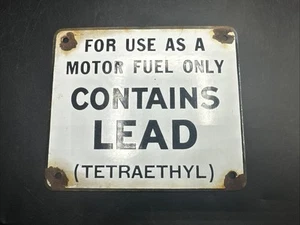 FOR USE AS A
MOTOR FUEL ONLY
CONTAINS
LEAD
(TETRAETHYL)